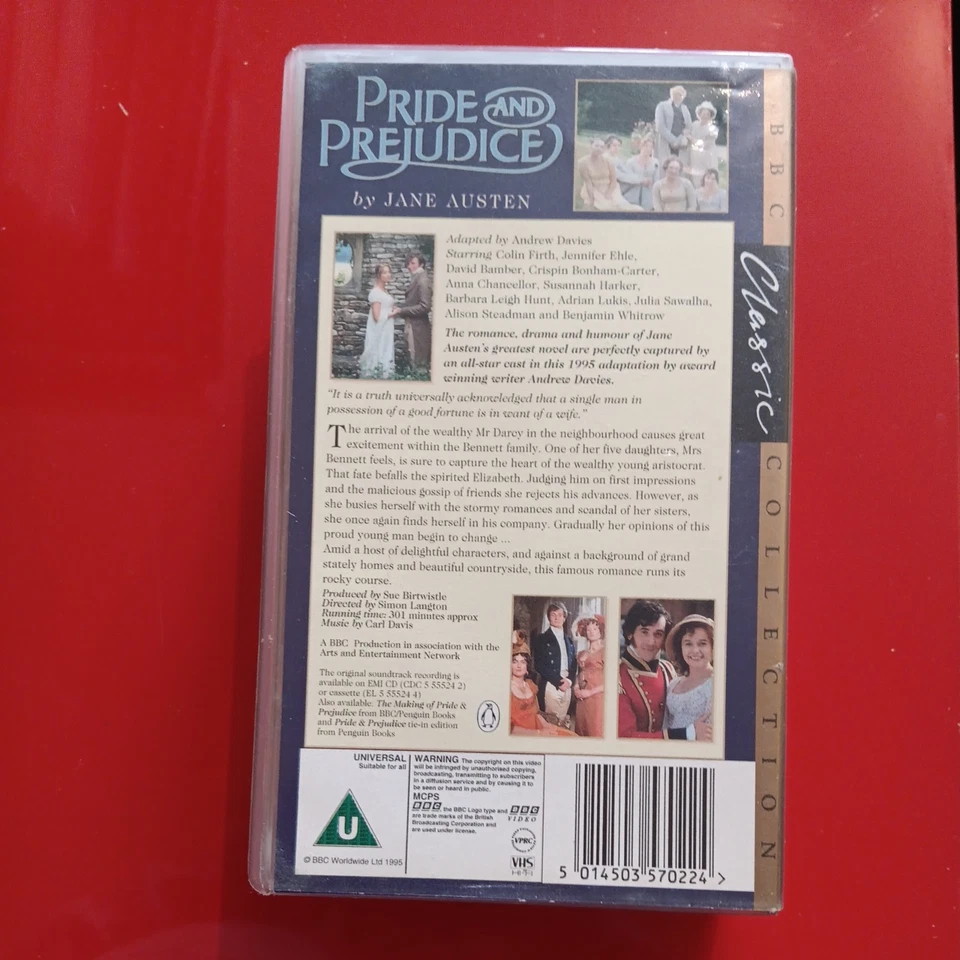 PRIDE AND
PREJUDICE
by JANE AUSTEN
Adapted by Andrew Davies
Starring Colin Firth, Jennifer Ehle,
David Bamber, Crispin Bonham-Carter,
Anna Chancellor, Susannah Harker,
Barbara Leigh Hunt, Adrian Lukis, Julia Sawalha,
Alison Steadman and Benjamin Whitrow
The romance, drama and humour of Jane
Austen's greatest novel are perfectly captured by
an all-star cast in this 1995 adaptation by award
winning writer Andrew Davies.
"It is a truth universally acknowledged that a single man in
possession of a good fortune is in want of a wife."
The arrival of the wealthy Mr Darcy in the neighbourhood causes great
excitement within the Bennett family. One of her five daughters, Mrs
Bennett feels, is sure to capture the heart of the wealthy young aristocrat.
That fate befalls the spirited Elizabeth. Judging him on first impressions
and the malicious gossip of friends she rejects his advances. However, as
she busies herself with the stormy romances and scandal of her sisters,
she once again finds herself in his company. Gradually her opinions of this
proud young man begin to change ...
Amid a host of delightful characters, and against a background of grand
stately homes and beautiful countryside, this famous romance runs its
rocky course.
Produced by Sue Birtwistle
Directed by Simon Langton
Running time: 301 minutes approx
Music by Carl Davis
A BBC Production in association with the
Arts and Entertainment Network
The original soundtrack recording is
available on EMI CD (CDC 5 55524 2)
or cassette (EL 5 55524 4)
Also available: The Making of Pride &
Prejudice from BBC/Penguin Books
and Pride & Prejudice tie-in edition
from Penguin Books
UNIVERSAL
Suitable for all
U
© BBC Worldwide Ltd 1995
WARNING The copyright on this video
will be infringed by unauthorised copying,
broadcasting, transmitting to subscribers
in a diffusion service and by causing it to
be seen or heard in public.
MCPS
BBC, the BBC Logo type and
are trade marks of the British
Broadcasting Corporation and
are used under license.
BBC
VIDEO
VPRC
VHS
5 014503 570224 >
BBC
Classic
COLLECTION